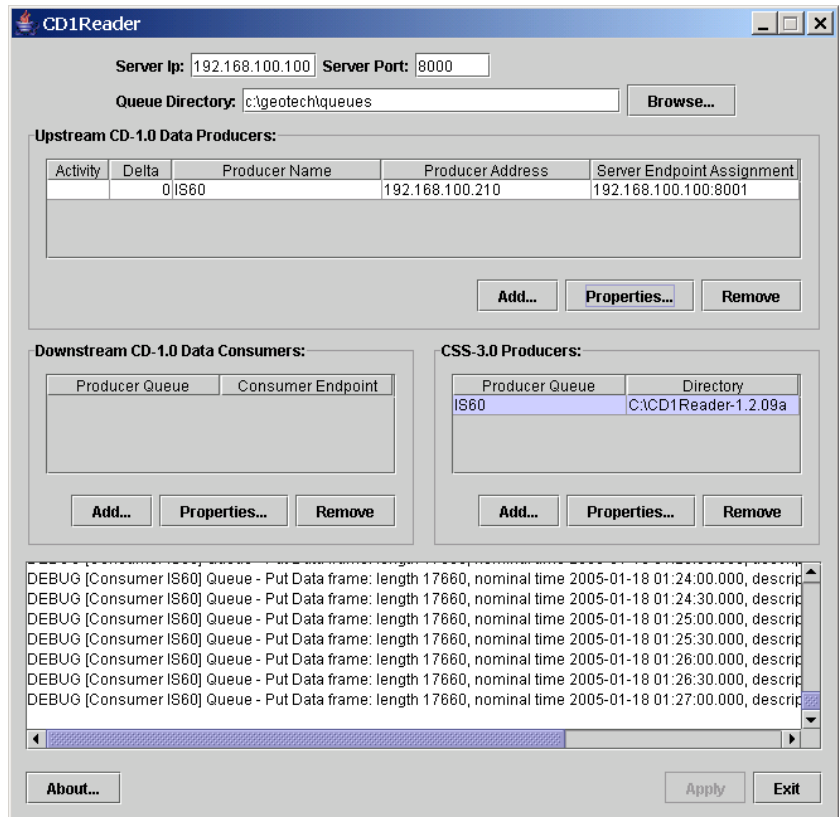 CD1Reader
Server Ip: 192.168.100.100 Server Port: 8000
Queue Directory: c:\geotech\queues Browse...
Upstream CD-1.0 Data Producers:
Activity Delta Producer Name Producer Address Server Endpoint Assignment
0 IS60 192.168.100.210 192.168.100.100:8001
Add... Properties... Remove
Downstream CD-1.0 Data Consumers:
Producer Queue Consumer Endpoint
Add... Properties... Remove
CSS-3.0 Producers:
Producer Queue Directory
IS60 C:\CD1Reader-1.2.09a
Add... Properties... Remove
DEBUG [Consumer IS60] Queue - Put Data frame: length 17660, nominal time 2005-01-18 01:24:00.000, descrip
DEBUG [Consumer IS60] Queue - Put Data frame: length 17660, nominal time 2005-01-18 01:24:30.000, descrip
DEBUG [Consumer IS60] Queue - Put Data frame: length 17660, nominal time 2005-01-18 01:25:00.000, descrip
DEBUG [Consumer IS60] Queue - Put Data frame: length 17660, nominal time 2005-01-18 01:25:30.000, descrip
DEBUG [Consumer IS60] Queue - Put Data frame: length 17660, nominal time 2005-01-18 01:26:00.000, descrip
DEBUG [Consumer IS60] Queue - Put Data frame: length 17660, nominal time 2005-01-18 01:26:30.000, descrip
DEBUG [Consumer IS60] Queue - Put Data frame: length 17660, nominal time 2005-01-18 01:27:00.000, descrip
About... Apply Exit